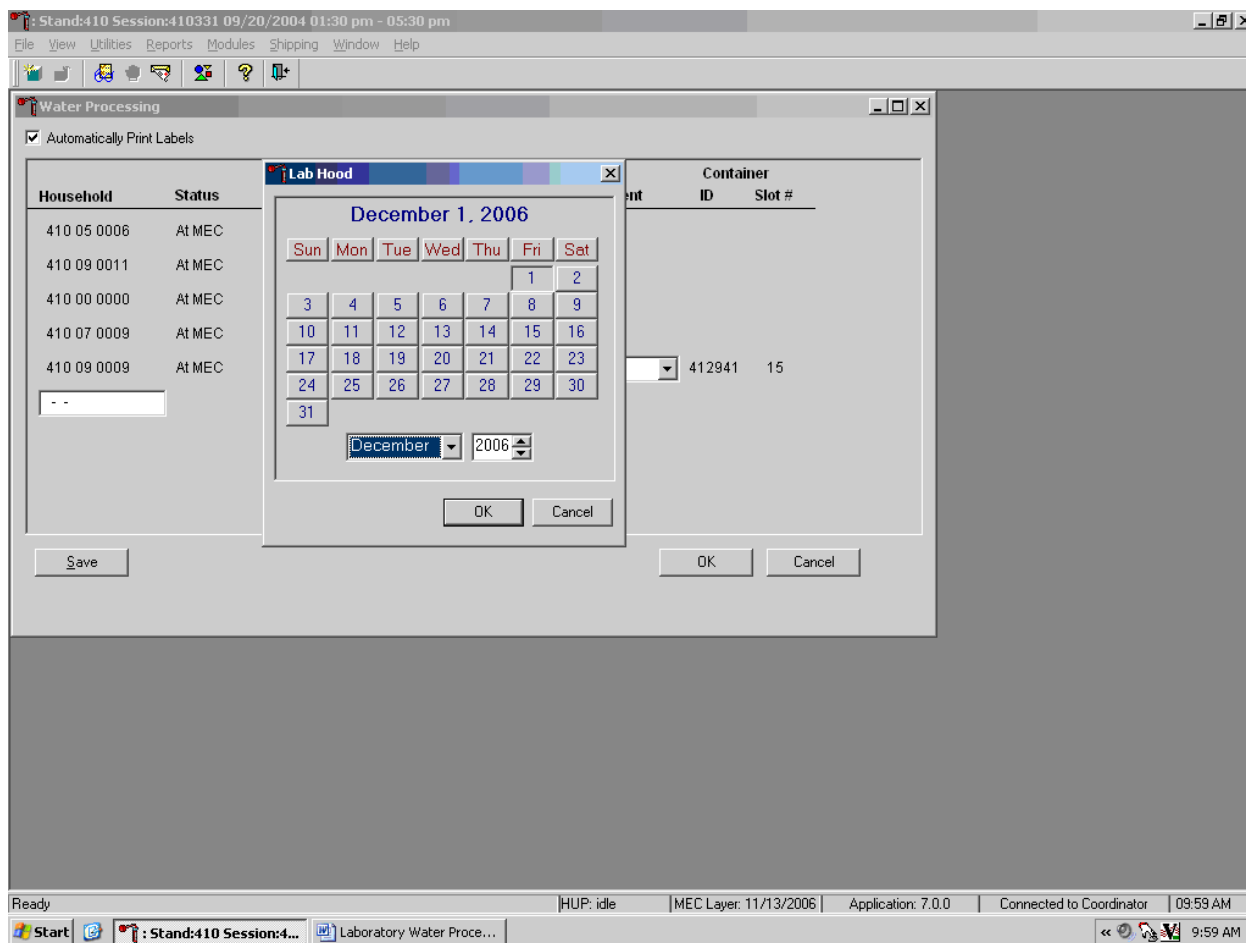 : Stand:410 Session:410331 09/20/2004 01:30 pm - 05:30 pm
File View Utilities Reports Modules Shipping Window Help
Water Processing
Automatically Print Labels
Container
Household Status ent ID Slot #
410 05 0006 At MEC
410 09 0011 At MEC
410 00 0000 At MEC
410 07 0009 At MEC
410 09 0009 At MEC 412941 15
- -
Save OK Cancel
Lab Hood
December 1, 2006
Sun Mon Tue Wed Thu Fri Sat
1 2
3 4 5 6 7 8 9
10 11 12 13 14 15 16
17 18 19 20 21 22 23
24 25 26 27 28 29 30
31
December 2006
OK Cancel
Ready HUP: idle MEC Layer: 11/13/2006 Application: 7.0.0 Connected to Coordinator 09:59 AM
Start : Stand:410 Session:4... Laboratory Water Proce... « 9:59 AM